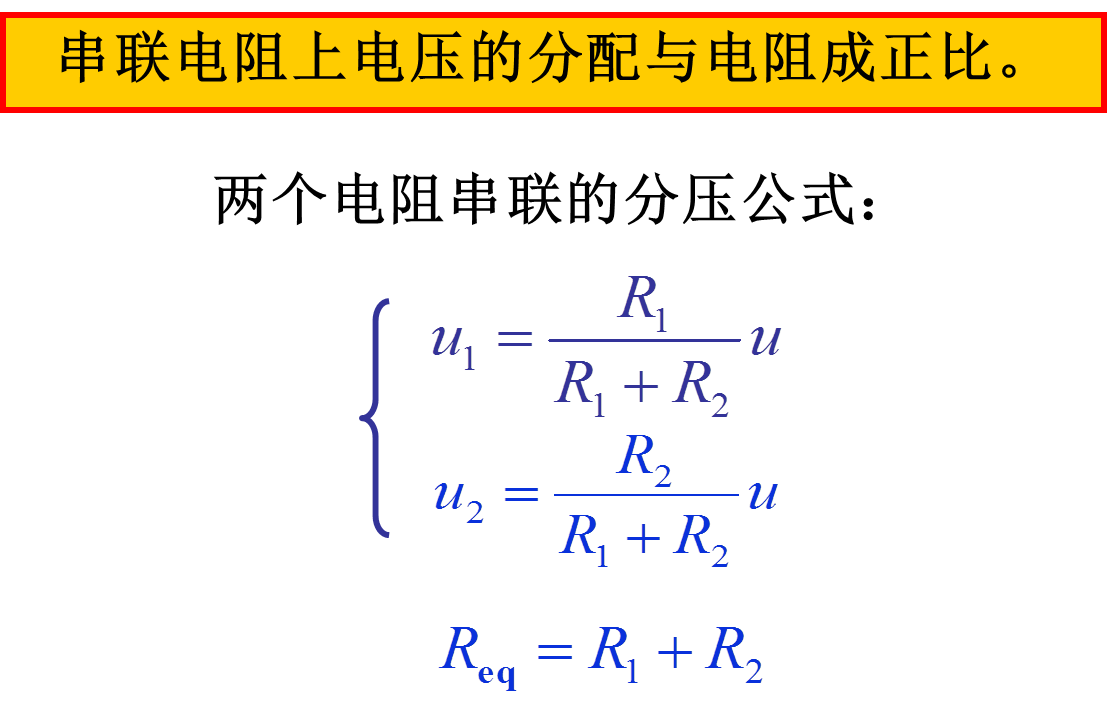 串联电阻上电压的分配与电阻成正比。
两个电阻串联的分压公式：
u₁ = R₁/(R₁ + R₂) u
u₂ = R₂/(R₁ + R₂) u
R_eq = R₁ + R₂